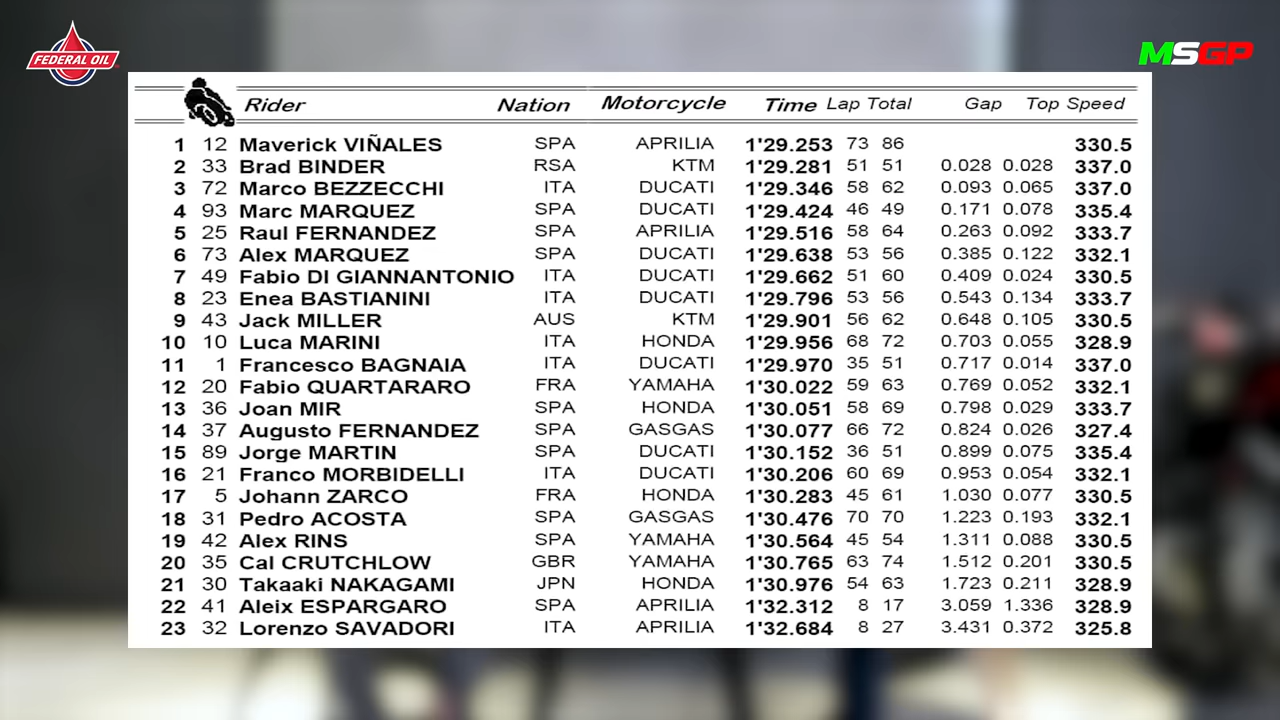 FEDERAL OIL
MSGP
Rider Nation Motorcycle Time Lap Total Gap Top Speed
1 12 Maverick VIÑALES SPA APRILIA 1'29.253 73 86 330.5
2 33 Brad BINDER RSA KTM 1'29.281 51 51 0.028 0.028 337.0
3 72 Marco BEZZECCHI ITA DUCATI 1'29.346 58 62 0.093 0.065 337.0
4 93 Marc MARQUEZ SPA DUCATI 1'29.424 46 49 0.171 0.078 335.4
5 25 Raul FERNANDEZ SPA APRILIA 1'29.516 58 64 0.263 0.092 333.7
6 73 Alex MARQUEZ SPA DUCATI 1'29.638 53 56 0.385 0.122 332.1
7 49 Fabio DI GIANNANTONIO ITA DUCATI 1'29.662 51 60 0.409 0.024 330.5
8 23 Enea BASTIANINI ITA DUCATI 1'29.796 53 56 0.543 0.134 333.7
9 43 Jack MILLER AUS KTM 1'29.901 56 62 0.648 0.105 330.5
10 10 Luca MARINI ITA HONDA 1'29.956 68 72 0.703 0.055 328.9
11 1 Francesco BAGNAIA ITA DUCATI 1'29.970 35 51 0.717 0.014 337.0
12 20 Fabio QUARTARARO FRA YAMAHA 1'30.022 59 63 0.769 0.052 332.1
13 36 Joan MIR SPA HONDA 1'30.051 58 69 0.798 0.029 333.7
14 37 Augusto FERNANDEZ SPA GASGAS 1'30.077 66 72 0.824 0.026 327.4
15 89 Jorge MARTIN SPA DUCATI 1'30.152 36 51 0.899 0.075 335.4
16 21 Franco MORBIDELLI ITA DUCATI 1'30.206 60 69 0.953 0.054 332.1
17 5 Johann ZARCO FRA HONDA 1'30.283 45 61 1.030 0.077 330.5
18 31 Pedro ACOSTA SPA GASGAS 1'30.476 70 70 1.223 0.193 332.1
19 42 Alex RINS SPA YAMAHA 1'30.564 45 54 1.311 0.088 330.5
20 35 Cal CRUTCHLOW GBR YAMAHA 1'30.765 63 74 1.512 0.201 330.5
21 30 Takaaki NAKAGAMI JPN HONDA 1'30.976 54 63 1.723 0.211 328.9
22 41 Aleix ESPARGARO SPA APRILIA 1'32.312 8 17 3.059 1.336 328.9
23 32 Lorenzo SAVADORI ITA APRILIA 1'32.684 8 27 3.431 0.372 325.8